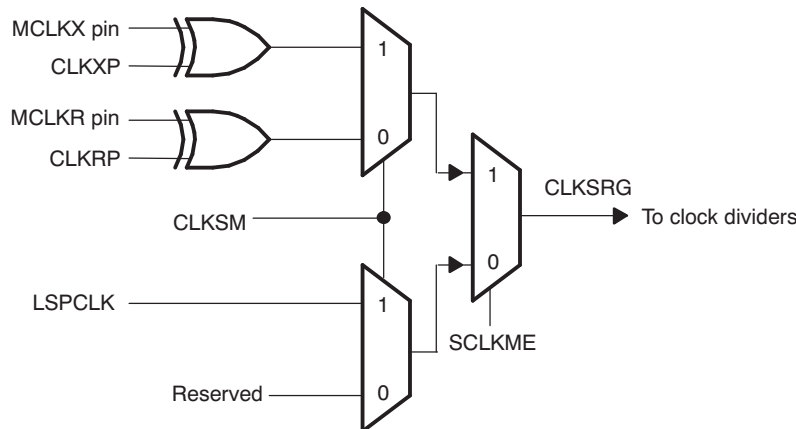 MCLKX pin
CLKXP
1
MCLKR pin
CLKRP
0
1
CLKSRG
To clock dividers
CLKSM
0
LSPCLK
1
SCLKME
Reserved
0